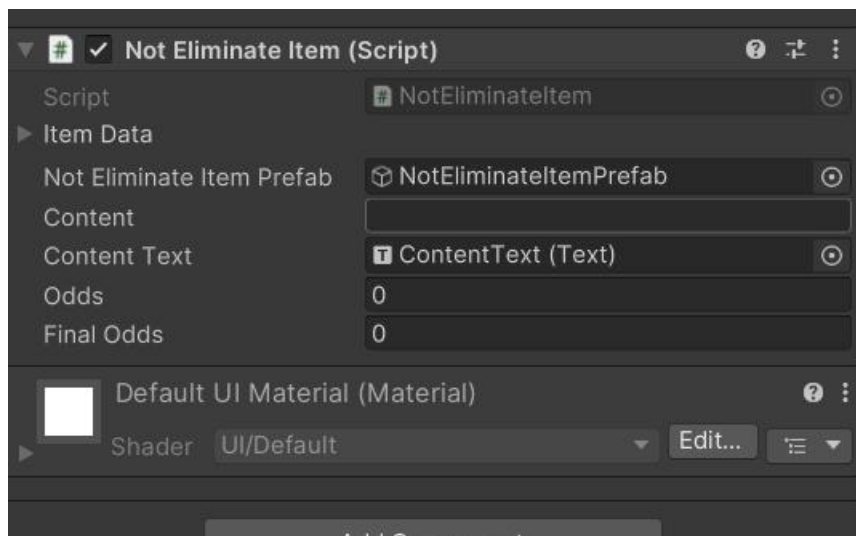 Not Eliminate Item (Script)
Script NotEliminateItem
Item Data
Not Eliminate Item Prefab NotEliminateItemPrefab
Content
Content Text ContentText (Text)
Odds 0
Final Odds 0
Default UI Material (Material)
Shader UI/Default Edit...